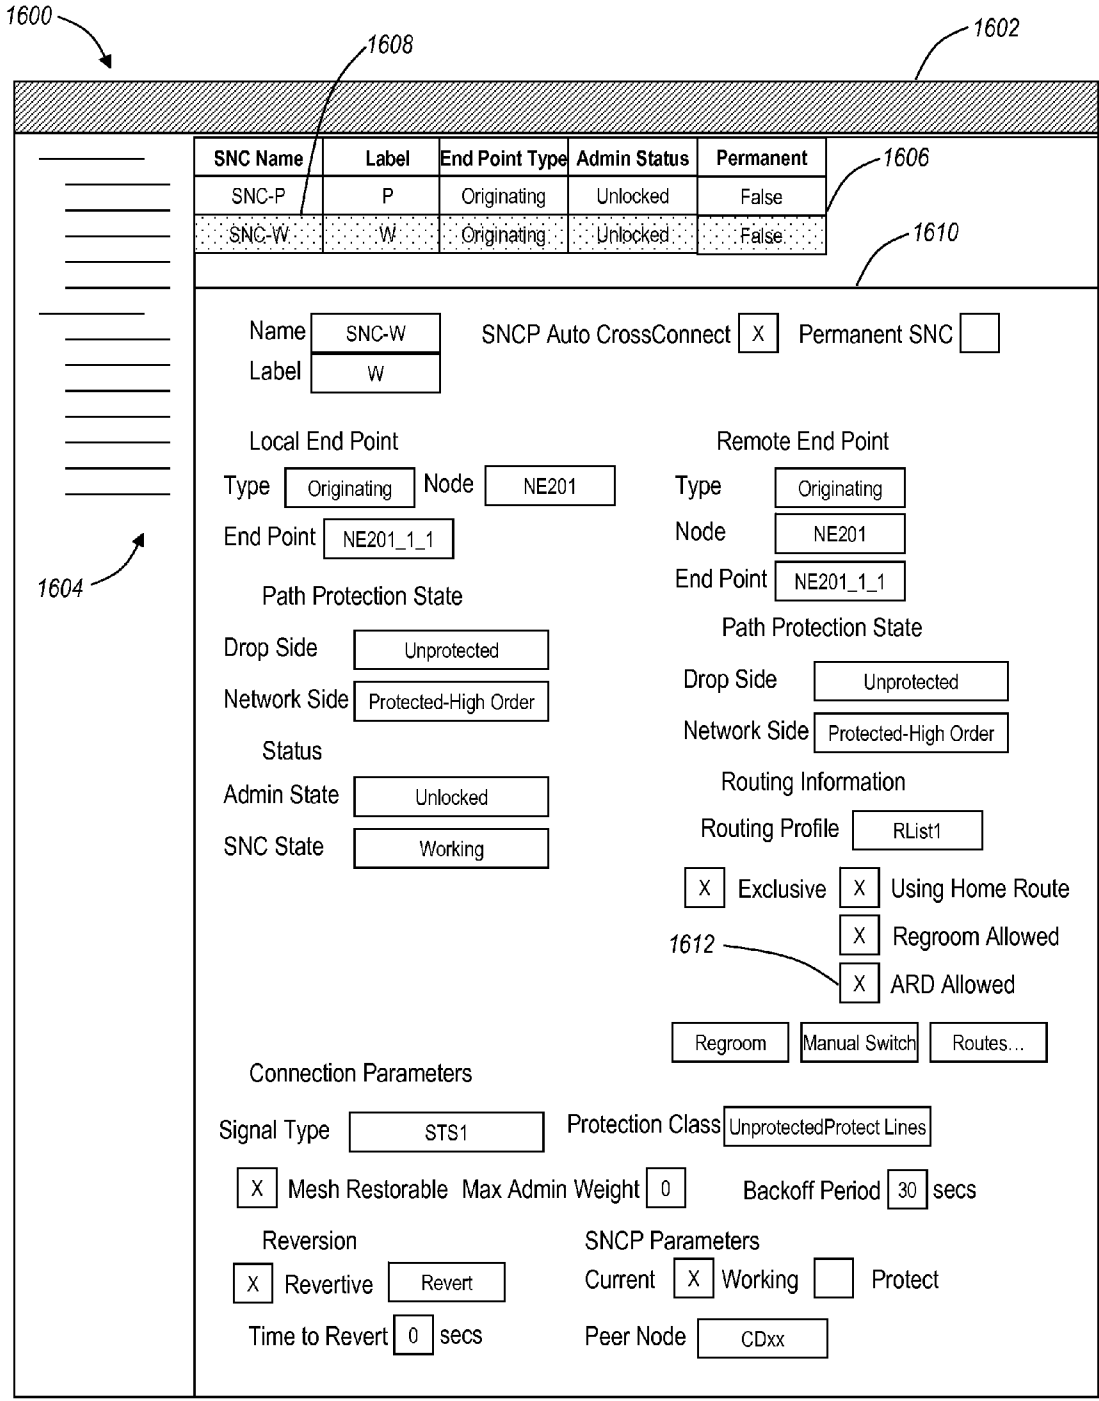 1600
1602
1608
SNC Name Label End Point Type Admin Status Permanent
1606
SNC-P P Originating Unlocked False
SNC-W W Originating Unlocked False
1610
Name SNC-W SNCP Auto CrossConnect X Permanent SNC
Label W
Local End Point Remote End Point
Type Originating Node NE201 Type Originating
Node NE201
End Point NE201_1_1
End Point NE201_1_1
1604
Path Protection State
Path Protection State
Drop Side Unprotected
Drop Side Unprotected
Network Side Protected-High Order
Network Side Protected-High Order
Status
Routing Information
Admin State Unlocked
Routing Profile RList1
SNC State Working
X Exclusive X Using Home Route
X Regroom Allowed
1612
X ARD Allowed
Regroom Manual Switch Routes...
Connection Parameters
Signal Type STS1 Protection Class UnprotectedProtect Lines
X Mesh Restorable Max Admin Weight 0 Backoff Period 30 secs
Reversion SNCP Parameters
X Revertive Revert Current X Working Protect
Time to Revert 0 secs Peer Node CDxx